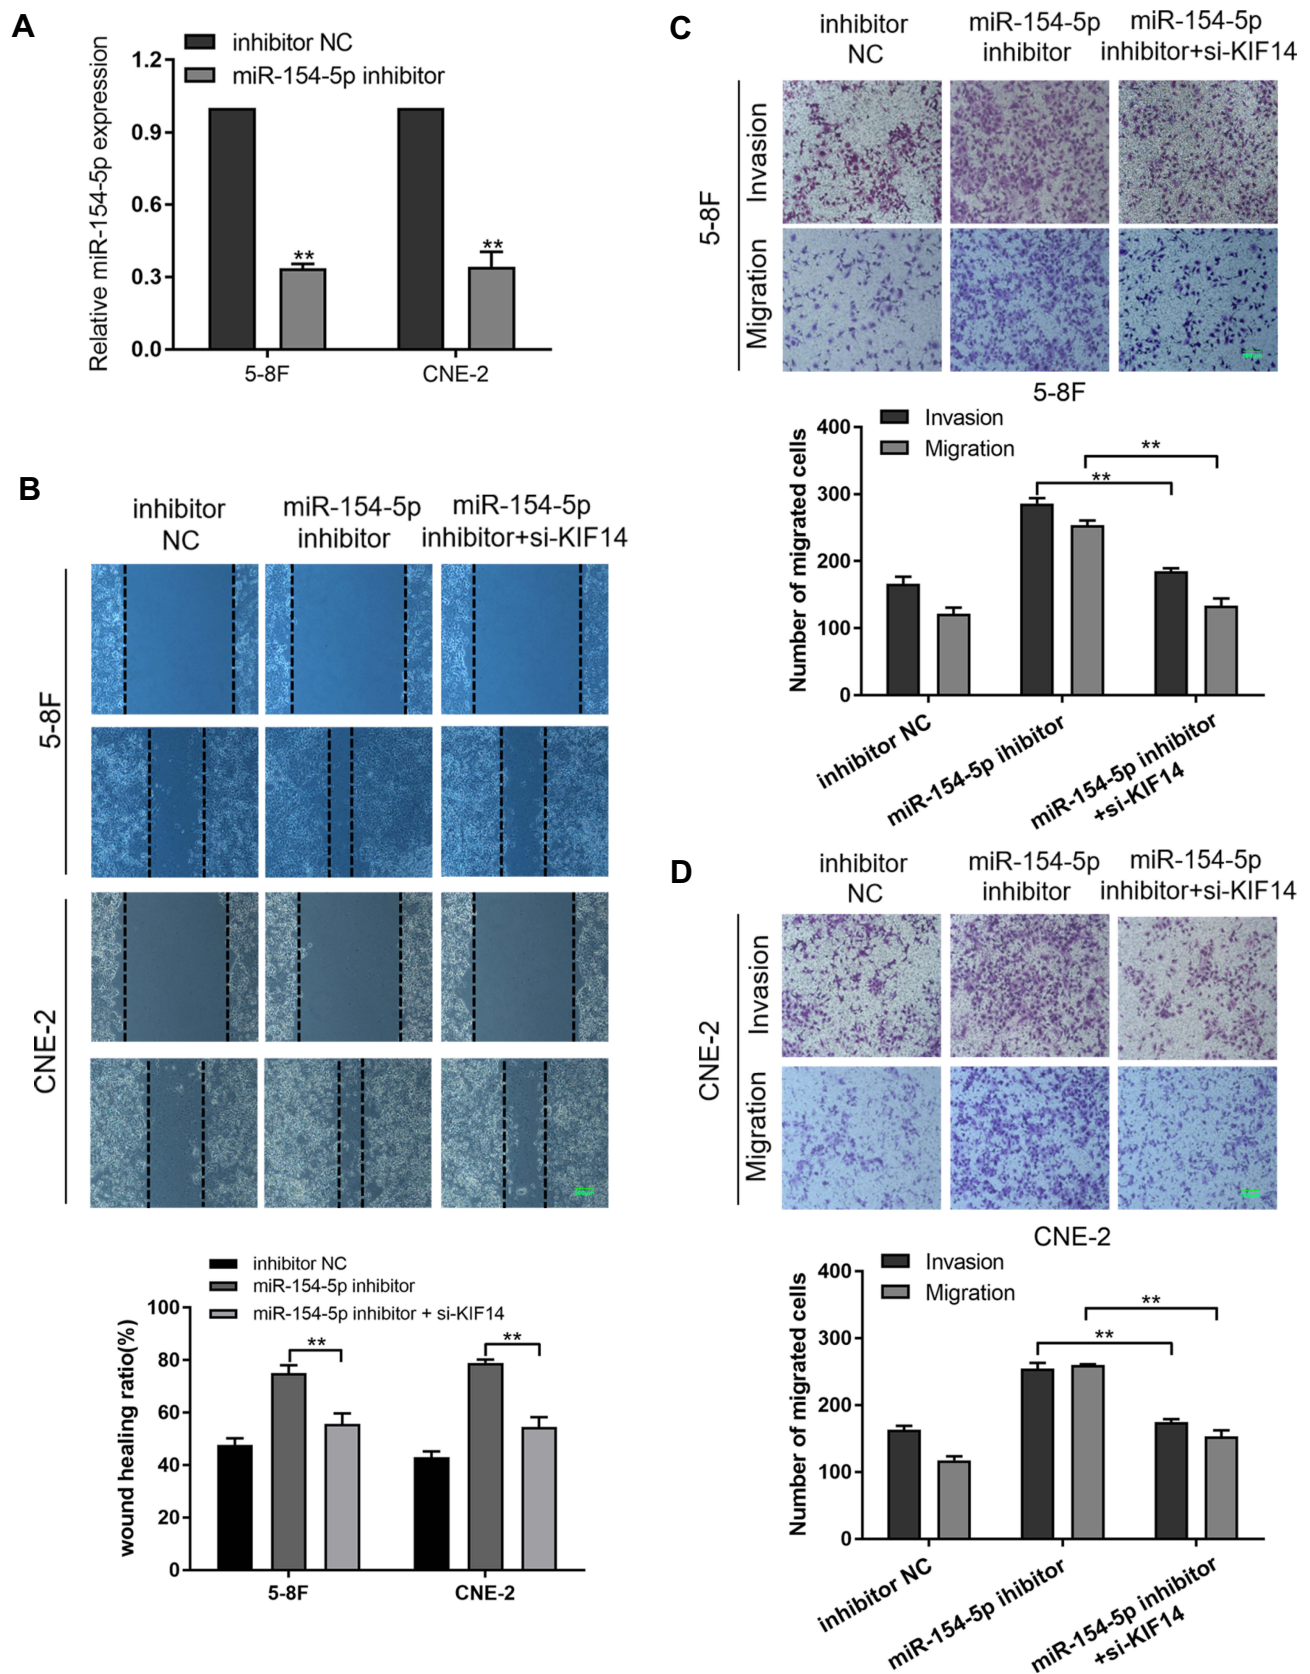 A
inhibitor NC
miR-154-5p inhibitor
Relative miR-154-5p expression
1.2
0.9
0.6
0.3
0.0
**
**
5-8F
CNE-2
B
inhibitor
NC
miR-154-5p
inhibitor
miR-154-5p
inhibitor+si-KIF14
5-8F
CNE-2
inhibitor NC
miR-154-5p inhibitor
miR-154-5p inhibitor + si-KIF14
wound healing ratio(%)
100
80
60
40
20
0
**
**
5-8F
CNE-2
C
inhibitor
NC
miR-154-5p
inhibitor
miR-154-5p
inhibitor+si-KIF14
5-8F
Invasion
Migration
5-8F
Invasion
Migration
Number of migrated cells
400
300
200
100
0
**
**
inhibitor NC
miR-154-5p ihibitor
miR-154-5p inhibitor
+si-KIF14
D
inhibitor
NC
miR-154-5p
inhibitor
miR-154-5p
inhibitor+si-KIF14
CNE-2
Invasion
Migration
CNE-2
Invasion
Migration
Number of migrated cells
400
300
200
100
0
**
**
inhibitor NC
miR-154-5p ihibitor
miR-154-5p inhibitor
+si-KIF14